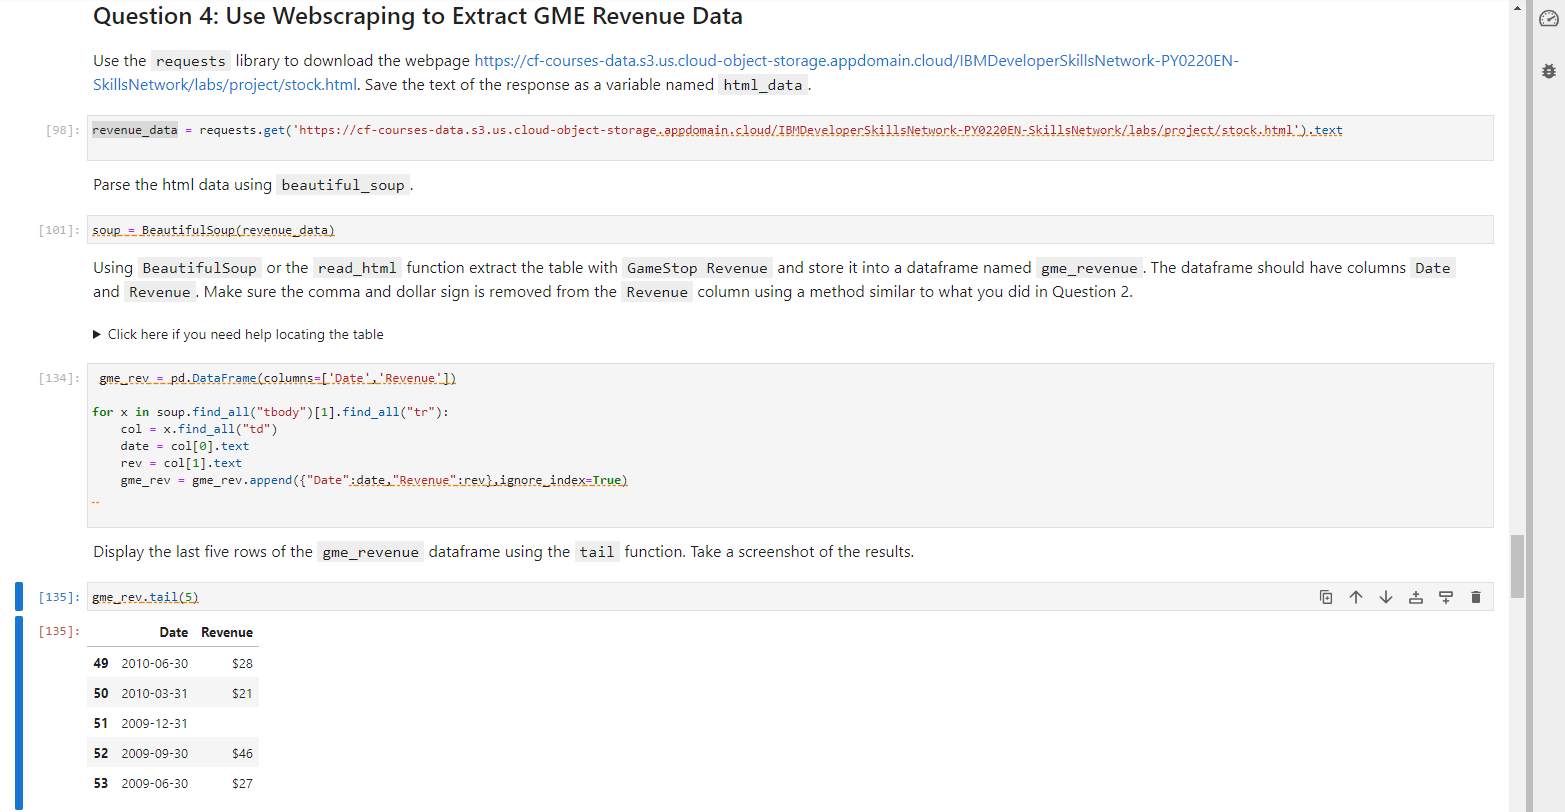 Question 4: Use Webscraping to Extract GME Revenue Data
Use the requests library to download the webpage https://cf-courses-data.s3.us.cloud-object-storage.appdomain.cloud/IBMDeveloperSkillsNetwork-PY0220EN-
SkillsNetwork/labs/project/stock.html. Save the text of the response as a variable named html_data.
[98]: revenue_data = requests.get('https://cf-courses-data.s3.us.cloud-object-storage.appdomain.cloud/IBMDeveloperSkillsNetwork-PY0220EN-SkillsNetwork/labs/project/stock.html').text
Parse the html data using beautiful_soup.
[101]: soup = BeautifulSoup(revenue_data)
Using BeautifulSoup or the read_html function extract the table with GameStop Revenue and store it into a dataframe named gme_revenue. The dataframe should have columns Date
and Revenue. Make sure the comma and dollar sign is removed from the Revenue column using a method similar to what you did in Question 2.
Click here if you need help locating the table
[134]: gme_rev = pd.DataFrame(columns=['Date','Revenue'])
for x in soup.find_all("tbody")[1].find_all("tr"):
col = x.find_all("td")
date = col[0].text
rev = col[1].text
gme_rev = gme_rev.append({"Date":date,"Revenue":rev},ignore_index=True)
Display the last five rows of the gme_revenue dataframe using the tail function. Take a screenshot of the results.
[135]: gme_rev.tail(5)
[135]: Date Revenue
49 2010-06-30 $28
50 2010-03-31 $21
51 2009-12-31
52 2009-09-30 $46
53 2009-06-30 $27